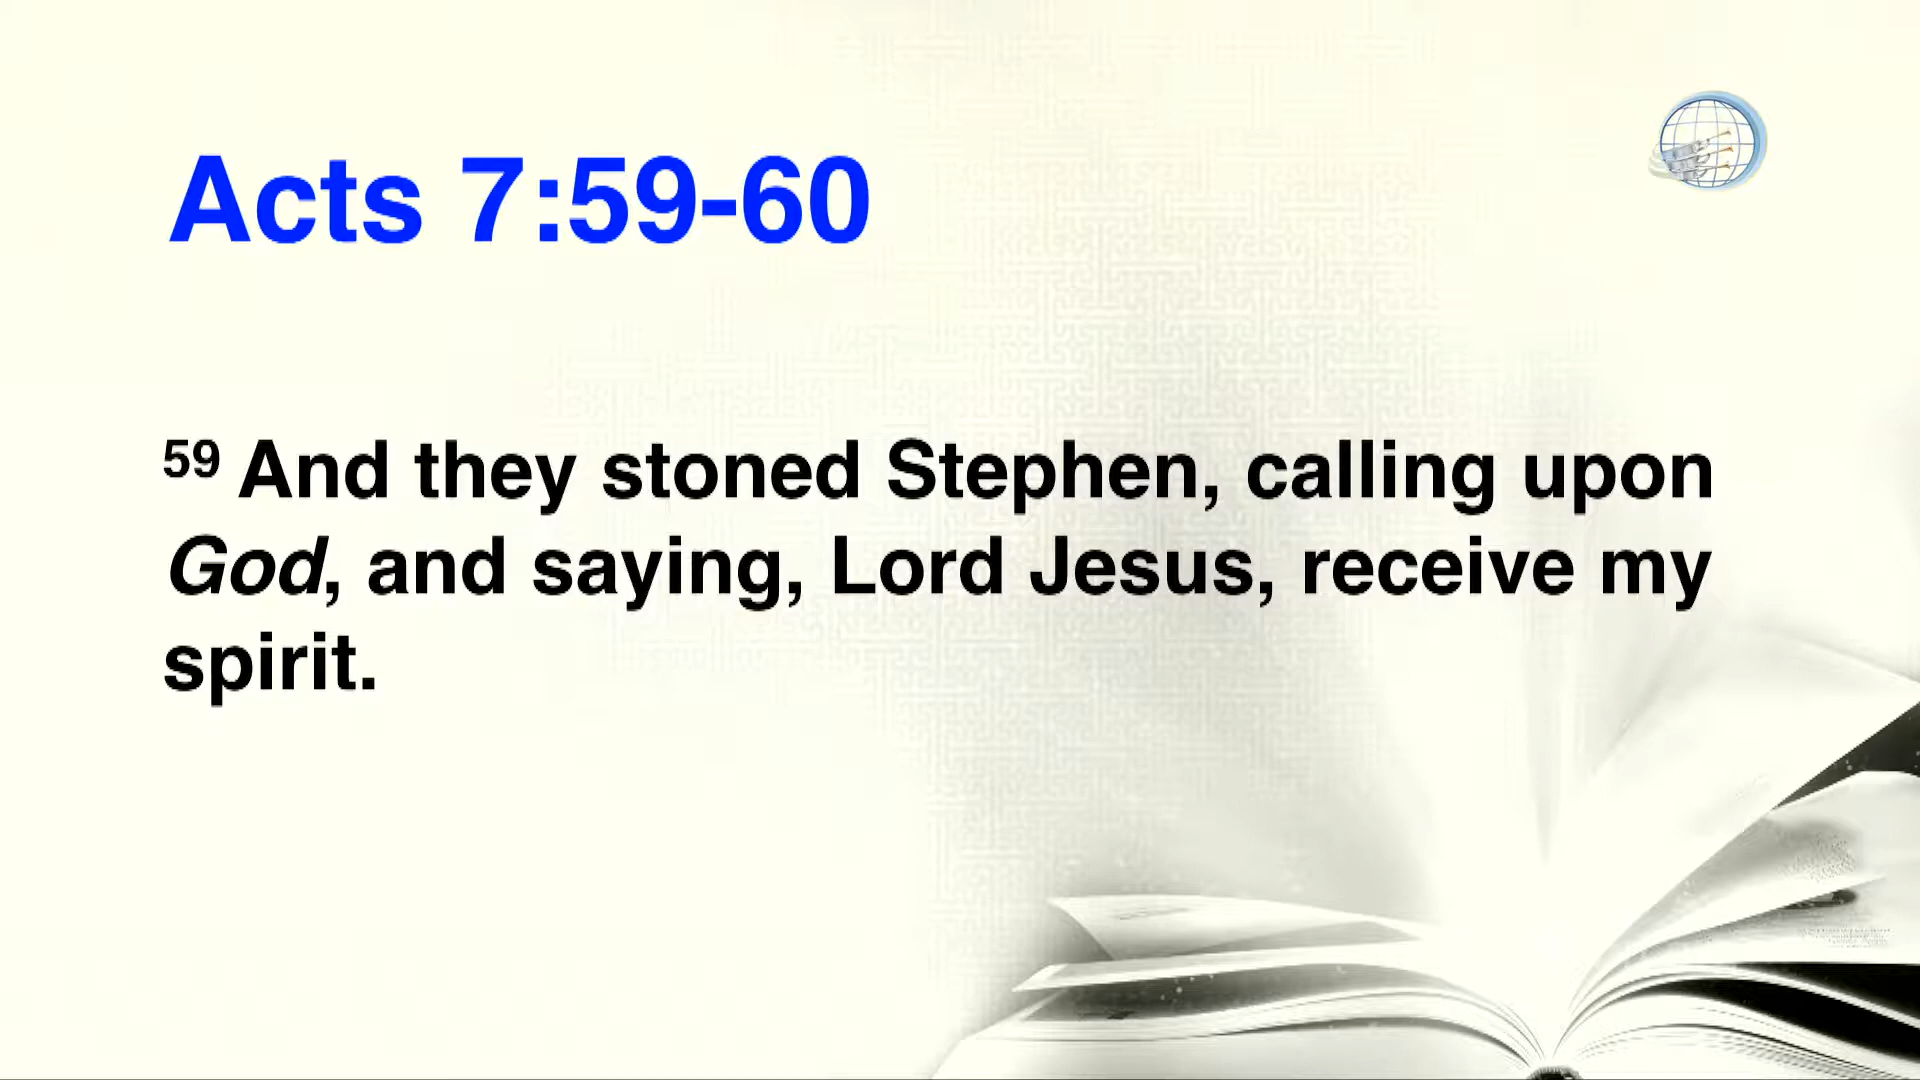 Acts 7:59-60
59 And they stoned Stephen, calling upon
God, and saying, Lord Jesus, receive my
spirit.